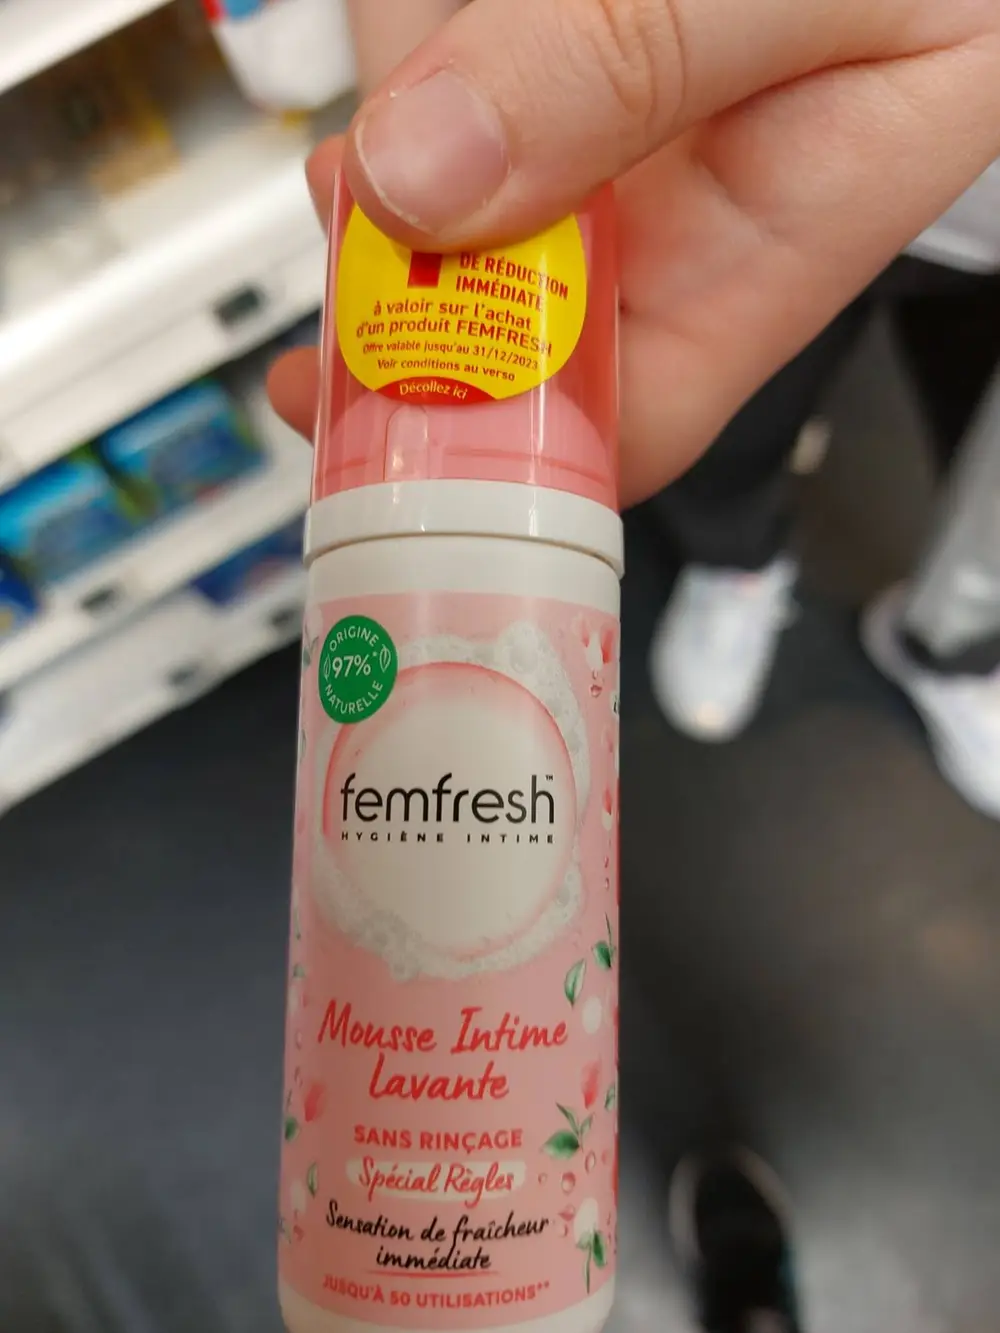 DE RÉDUCTION
IMMÉDIATE
à valoir sur l'achat
d'un produit FEMFRESH
Offre valable jusqu'au 31/12/2023
Voir conditions au verso
Décollez ici
ORIGINE
97%*
NATURELLE
femfresh™
HYGIÈNE INTIME
Mousse Intime
lavante
SANS RINÇAGE
Spécial Règles
Sensation de fraîcheur
immédiate
JUSQU'À 50 UTILISATIONS**